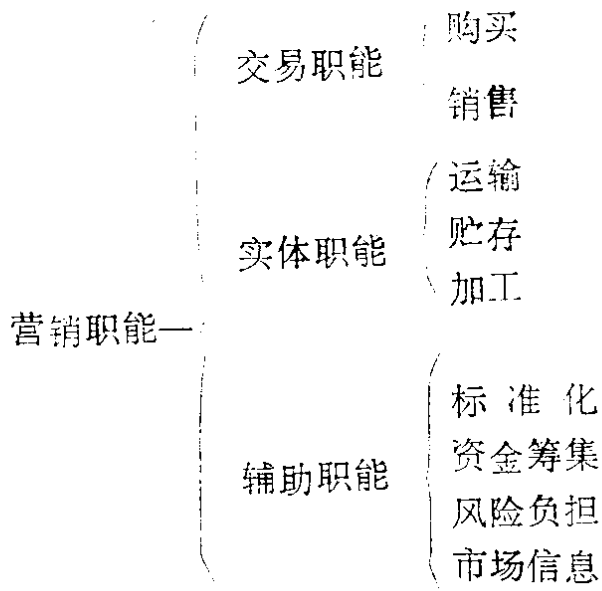 购买
交易职能
销售
运输
贮存
实体职能
加工
营销职能
标准化
资金筹集
辅助职能
风险负担
市场信息